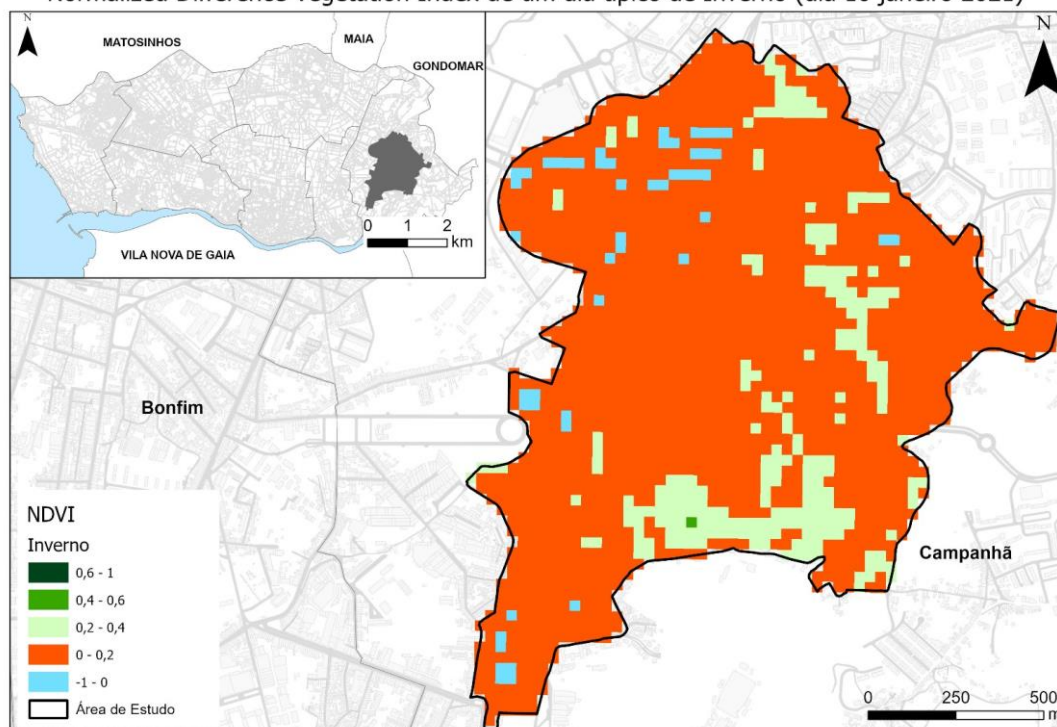 Normalized Difference Vegetation Index de um dia típico de Inverno (dia 10 janeiro 2021)
N
MATOSINHOS
MAIA
GONDOMAR
VILA NOVA DE GAIA
0 1 2
km
N
Bonfim
Campanhã
NDVI
Inverno
0,6 - 1
0,4 - 0,6
0,2 - 0,4
0 - 0,2
-1 - 0
Área de Estudo
0 250 500
m